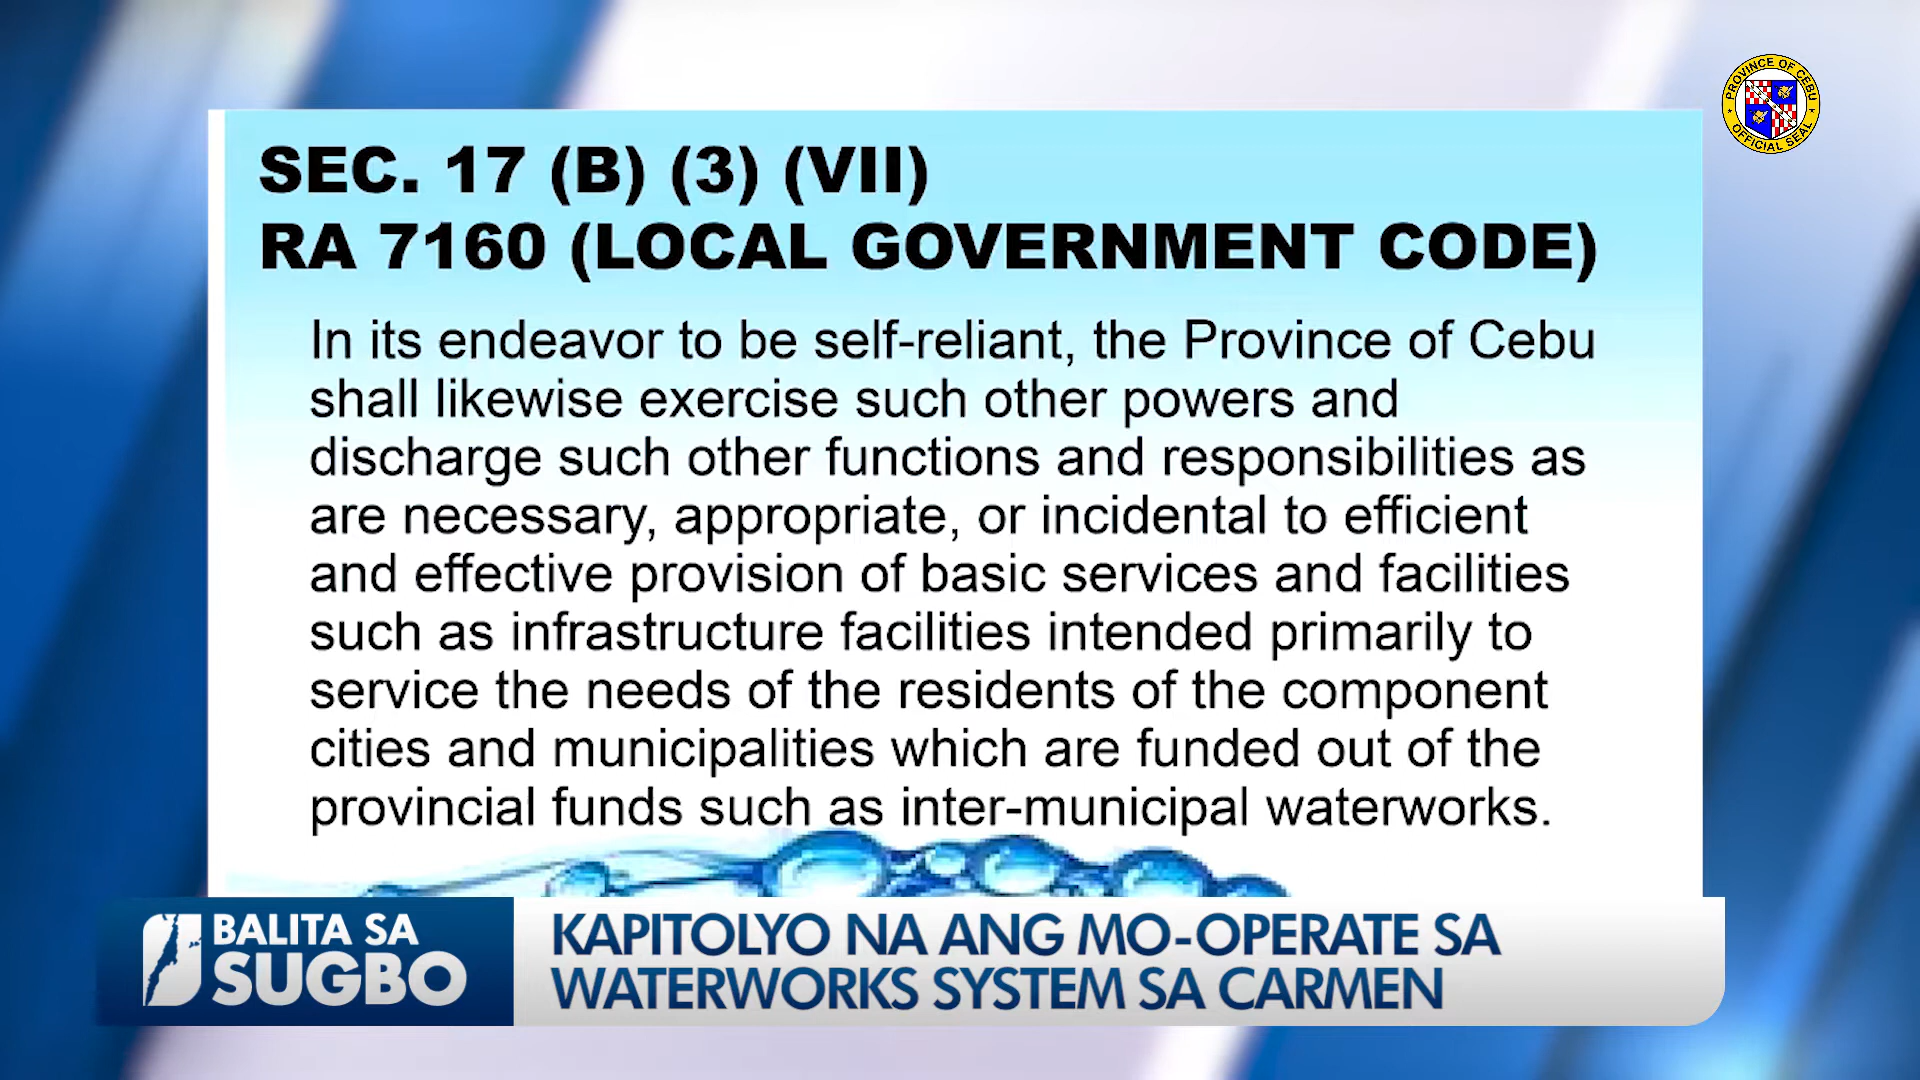 PROVINCE OF CEBU
OFFICIAL SEAL
SEC. 17 (B) (3) (VII)
RA 7160 (LOCAL GOVERNMENT CODE)
In its endeavor to be self-reliant, the Province of Cebu
shall likewise exercise such other powers and
discharge such other functions and responsibilities as
are necessary, appropriate, or incidental to efficient
and effective provision of basic services and facilities
such as infrastructure facilities intended primarily to
service the needs of the residents of the component
cities and municipalities which are funded out of the
provincial funds such as inter-municipal waterworks.
BALITA SA
SUGBO
KAPITOLYO NA ANG MO-OPERATE SA
WATERWORKS SYSTEM SA CARMEN